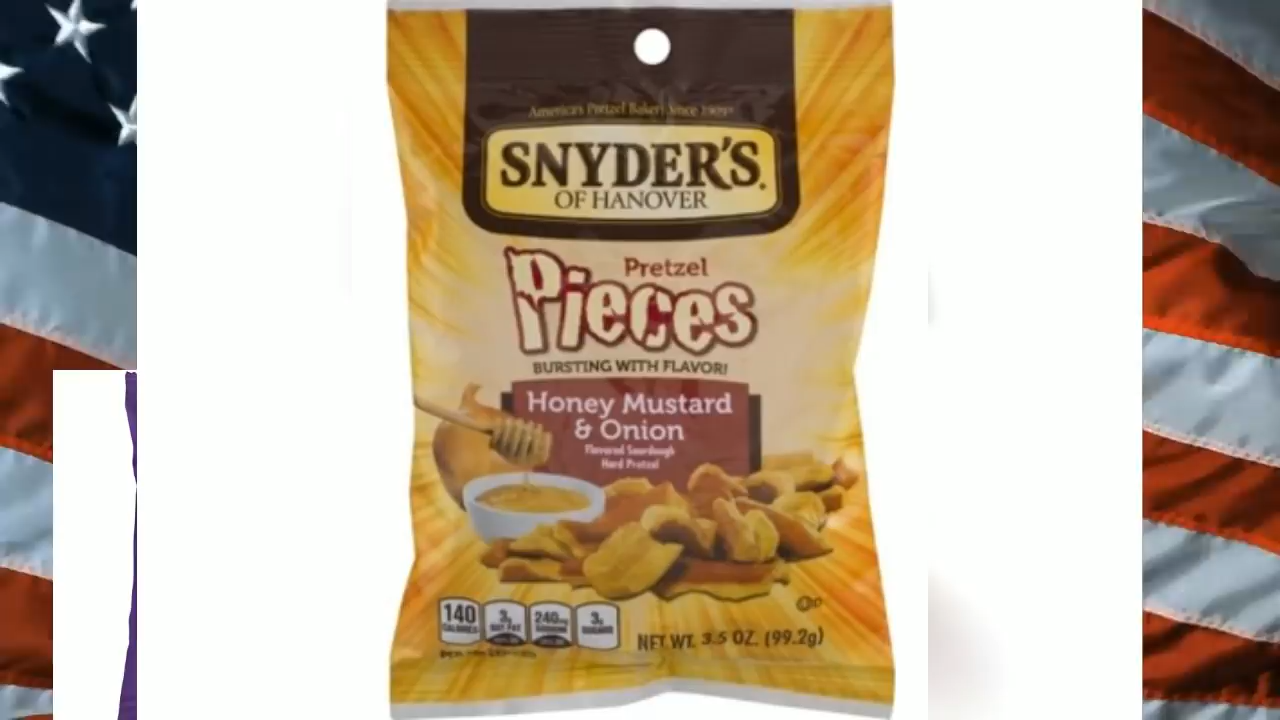 America's Pretzel Bakery Since 1909
SNYDER'S
OF HANOVER
Pretzel
Pieces
BURSTING WITH FLAVOR!
Honey Mustard
& Onion
Flavored Sourdough
Hard Pretzel
140
CALORIES
3g
SAT FAT
240mg
SODIUM
3g
SUGARS
NET WT. 3.5 OZ. (99.2g)